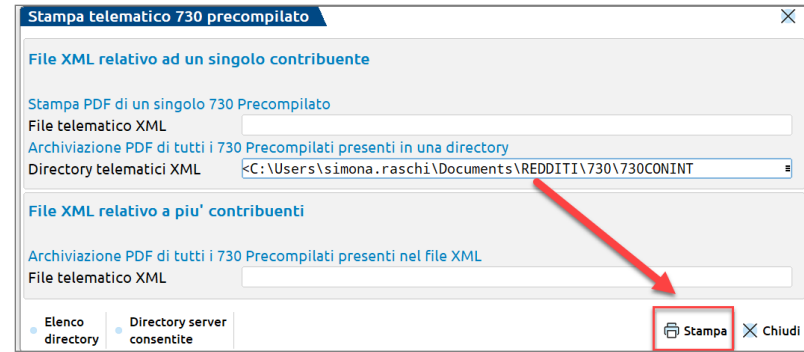 Stampa telematico 730 precompilato
File XML relativo ad un singolo contribuente
Stampa PDF di un singolo 730 Precompilato
File telematico XML
Archiviazione PDF di tutti i 730 Precompilati presenti in una directory
Directory telematici XML <C:\Users\simona.raschi\Documents\REDDITI\730\730CONINT
File XML relativo a piu' contribuenti
Archiviazione PDF di tutti i 730 Precompilati presenti nel file XML
File telematico XML
Elenco directory
Directory server consentite
Stampa
Chiudi